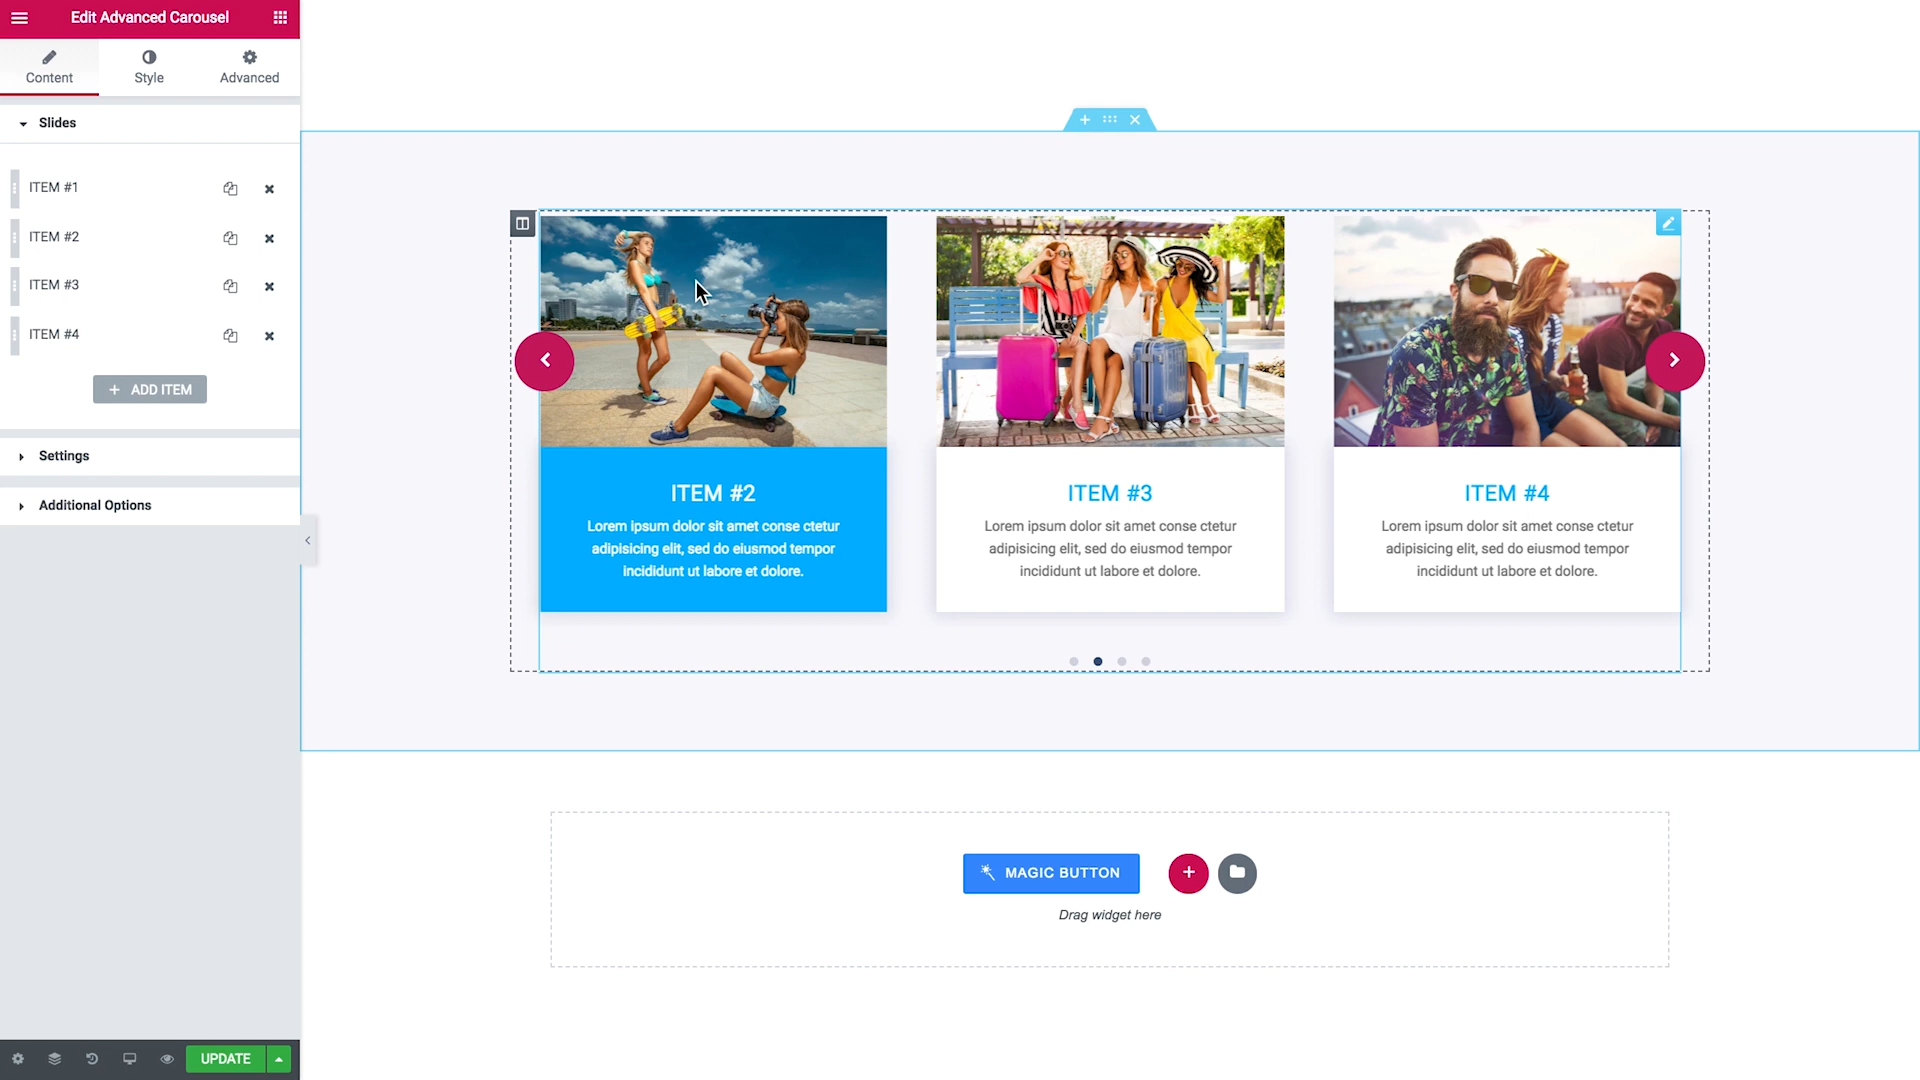 Edit Advanced Carousel
Content
Style
Advanced
Slides
ITEM #1
ITEM #2
ITEM #3
ITEM #4
+ ADD ITEM
Settings
Additional Options
UPDATE
ITEM #2
Lorem ipsum dolor sit amet conse ctetur
adipisicing elit, sed do eiusmod tempor
incididunt ut labore et dolore.
ITEM #3
Lorem ipsum dolor sit amet conse ctetur
adipisicing elit, sed do eiusmod tempor
incididunt ut labore et dolore.
ITEM #4
Lorem ipsum dolor sit amet conse ctetur
adipisicing elit, sed do eiusmod tempor
incididunt ut labore et dolore.
MAGIC BUTTON
Drag widget here